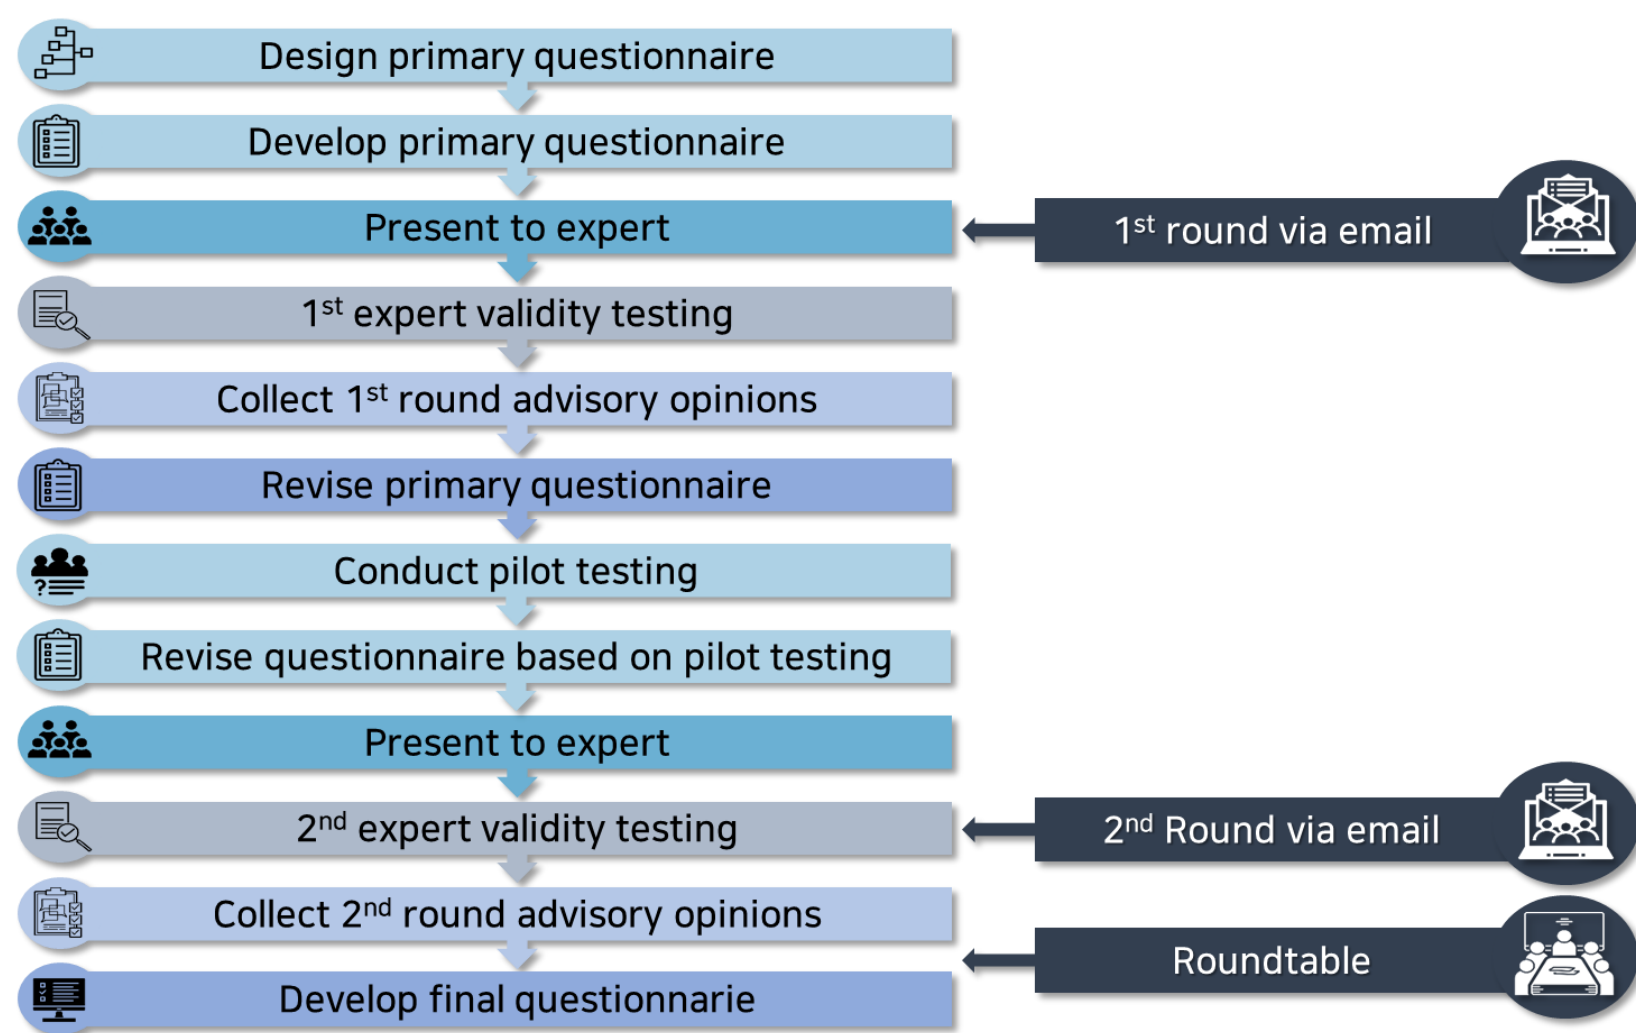 Design primary questionnaire
Develop primary questionnaire
Present to expert
1st round via email
1st expert validity testing
Collect 1st round advisory opinions
Revise primary questionnaire
Conduct pilot testing
?
Revise questionnaire based on pilot testing
Present to expert
2nd expert validity testing
2nd Round via email
Collect 2nd round advisory opinions
Roundtable
Develop final questionnarie